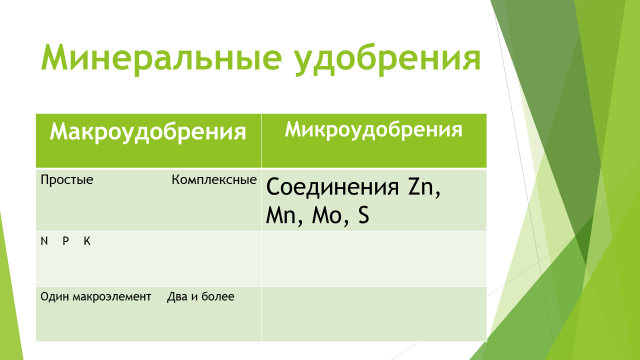 Минеральные удобрения
Макроудобрения
Микроудобрения
Простые Комплексные
Соединения Zn,
Mn, Mo, S
N P K
Один макроэлемент Два и более